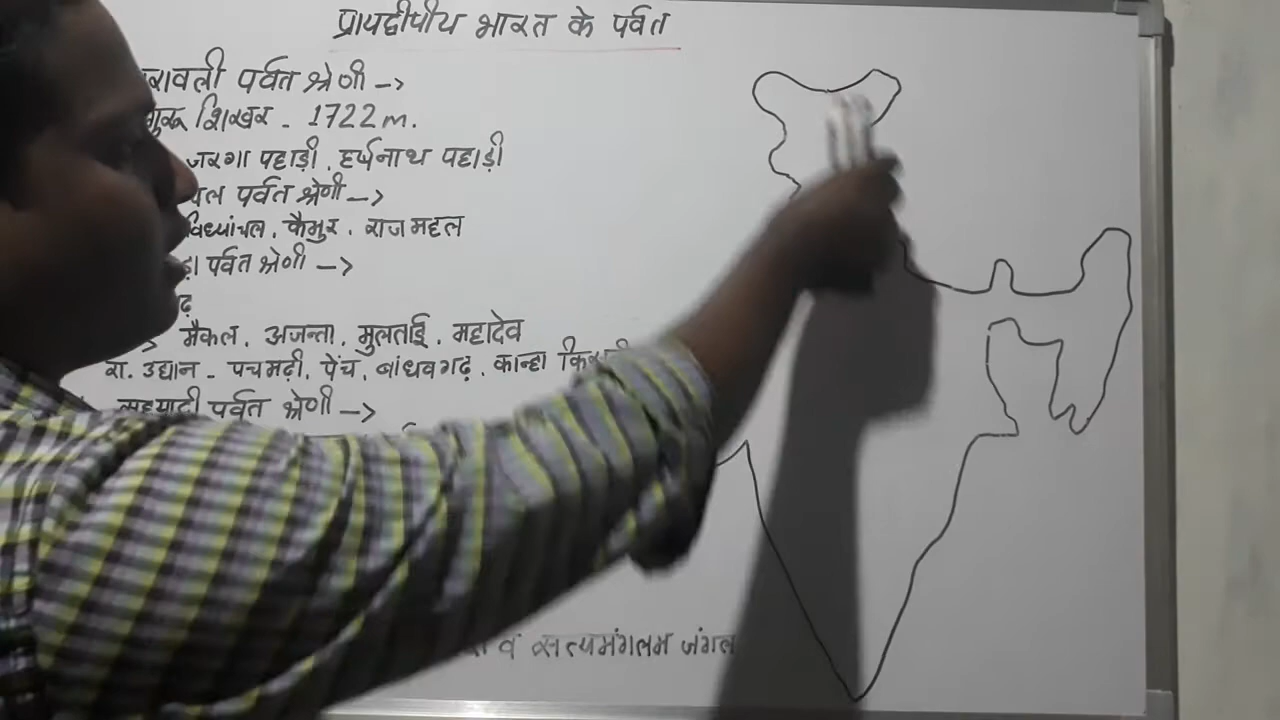 प्रायद्वीपीय भारत के पर्वत
रावली पर्वत श्रेणी ->
गुरू शिखर - 1722 m.
जरगा पहाड़ी, हर्षनाथ पहाड़ी
पर्वत श्रेणी ->
विध्यांचल, कैमुर, राजमहल
पर्वत श्रेणी ->
मैकल, अजन्ता, मुलताई, महादेव
रा. उद्यान - पचमढ़ी, पेंच, बांधवगढ़, कान्हा
सह्याद्री पर्वत श्रेणी ->
व सत्यमंगलम जंगल